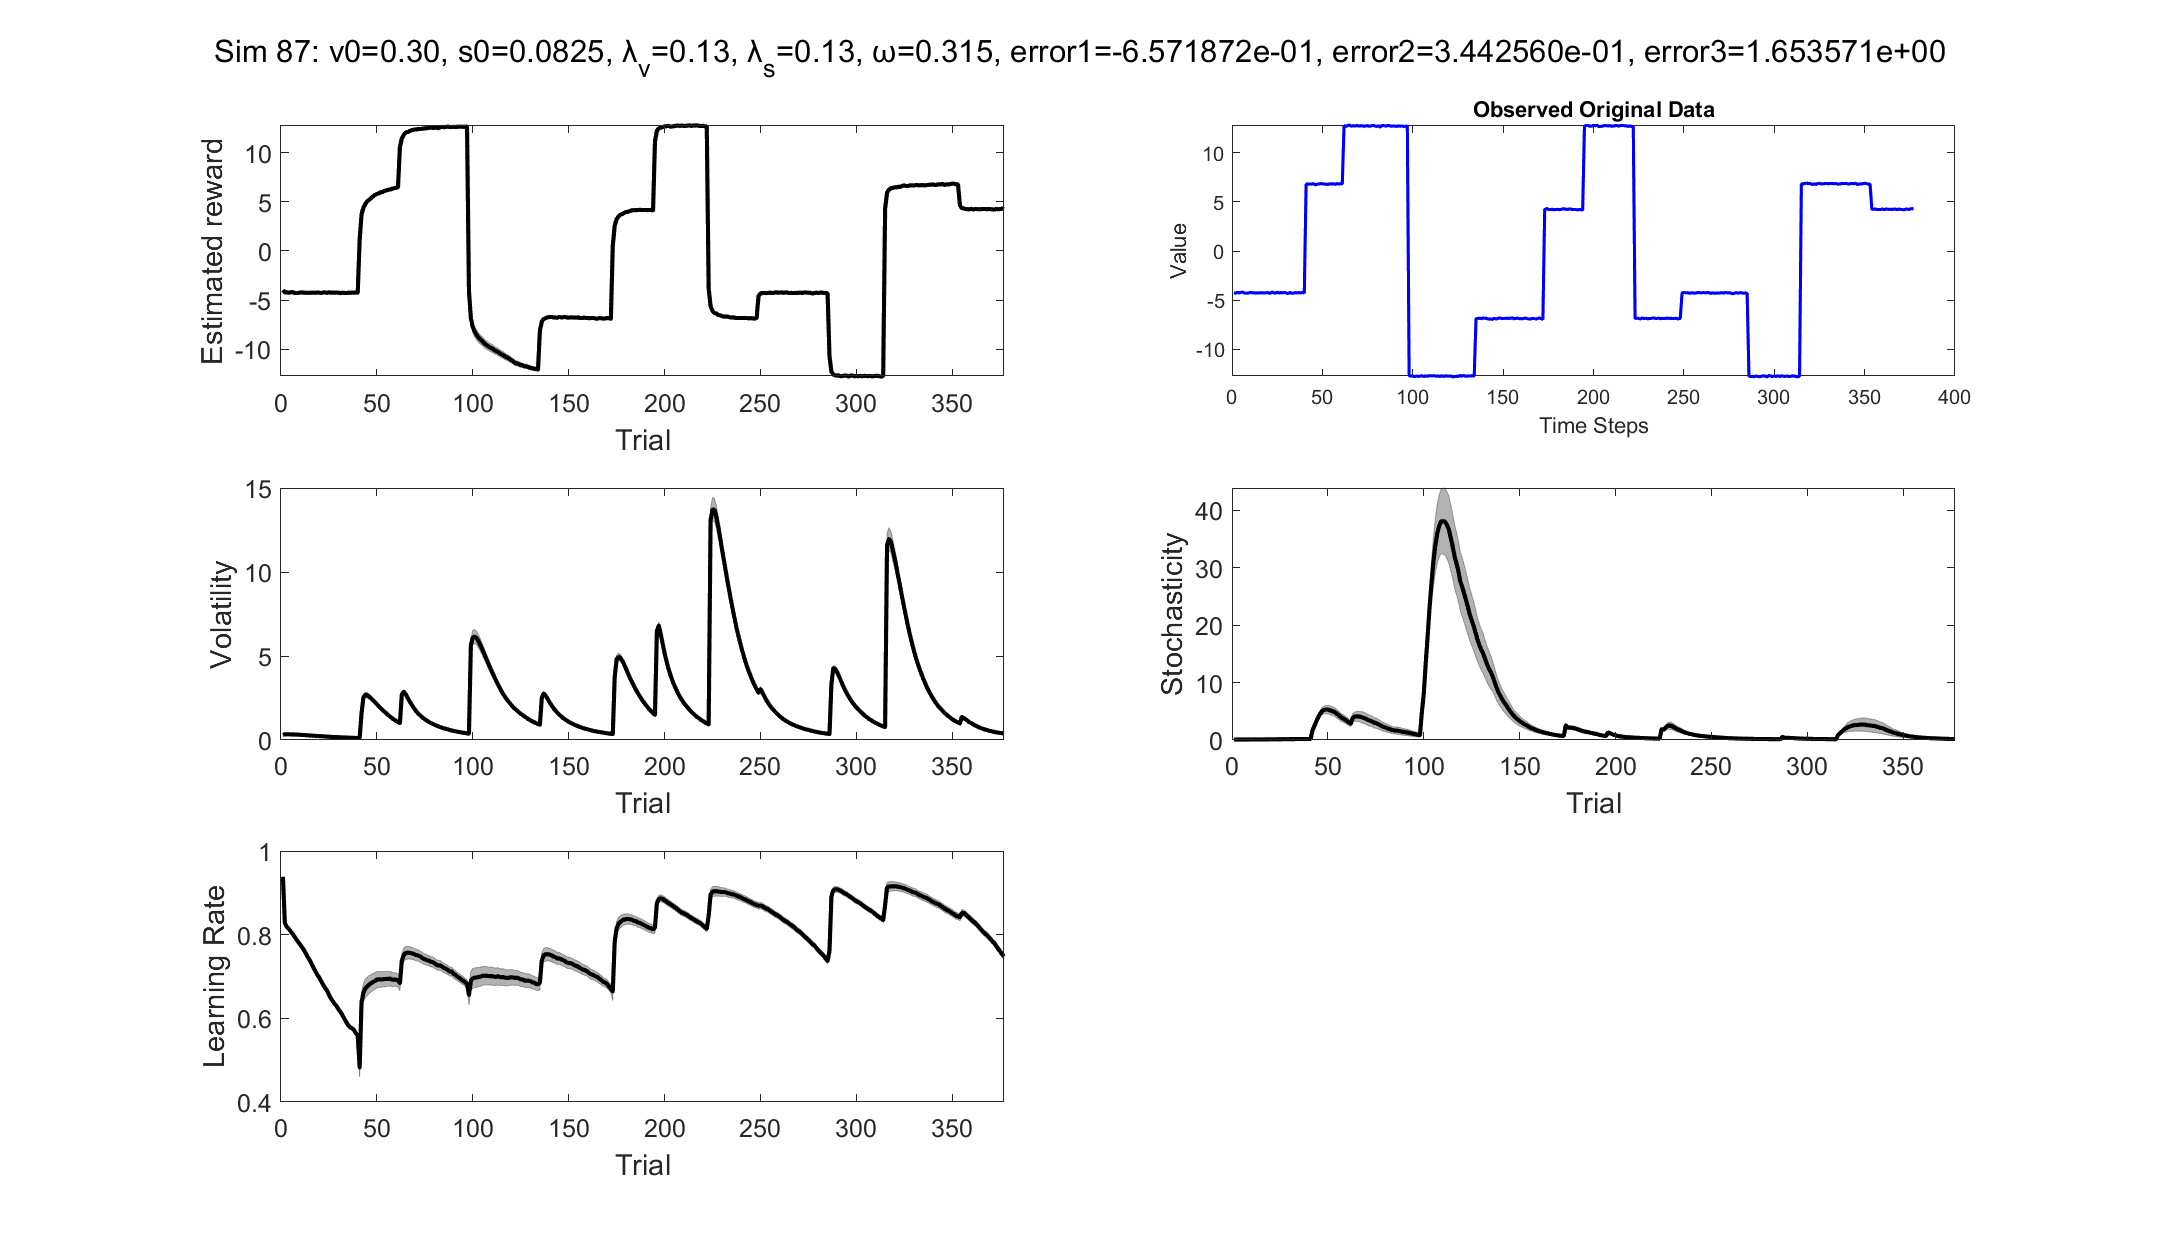 Sim 87: v0=0.30, s0=0.0825, λ_v=0.13, λ_s=0.13, ω=0.315, error1=-6.571872e-01, error2=3.442560e-01, error3=1.653571e+00
Estimated reward
10
5
0
-5
-10
0 50 100 150 200 250 300 350
Trial
Observed Original Data
Value
10
5
0
-5
-10
0 50 100 150 200 250 300 350 400
Time Steps
Volatility
15
10
5
0
0 50 100 150 200 250 300 350
Trial
Stochasticity
40
30
20
10
0
0 50 100 150 200 250 300 350
Trial
Learning Rate
1
0.8
0.6
0.4
0 50 100 150 200 250 300 350
Trial